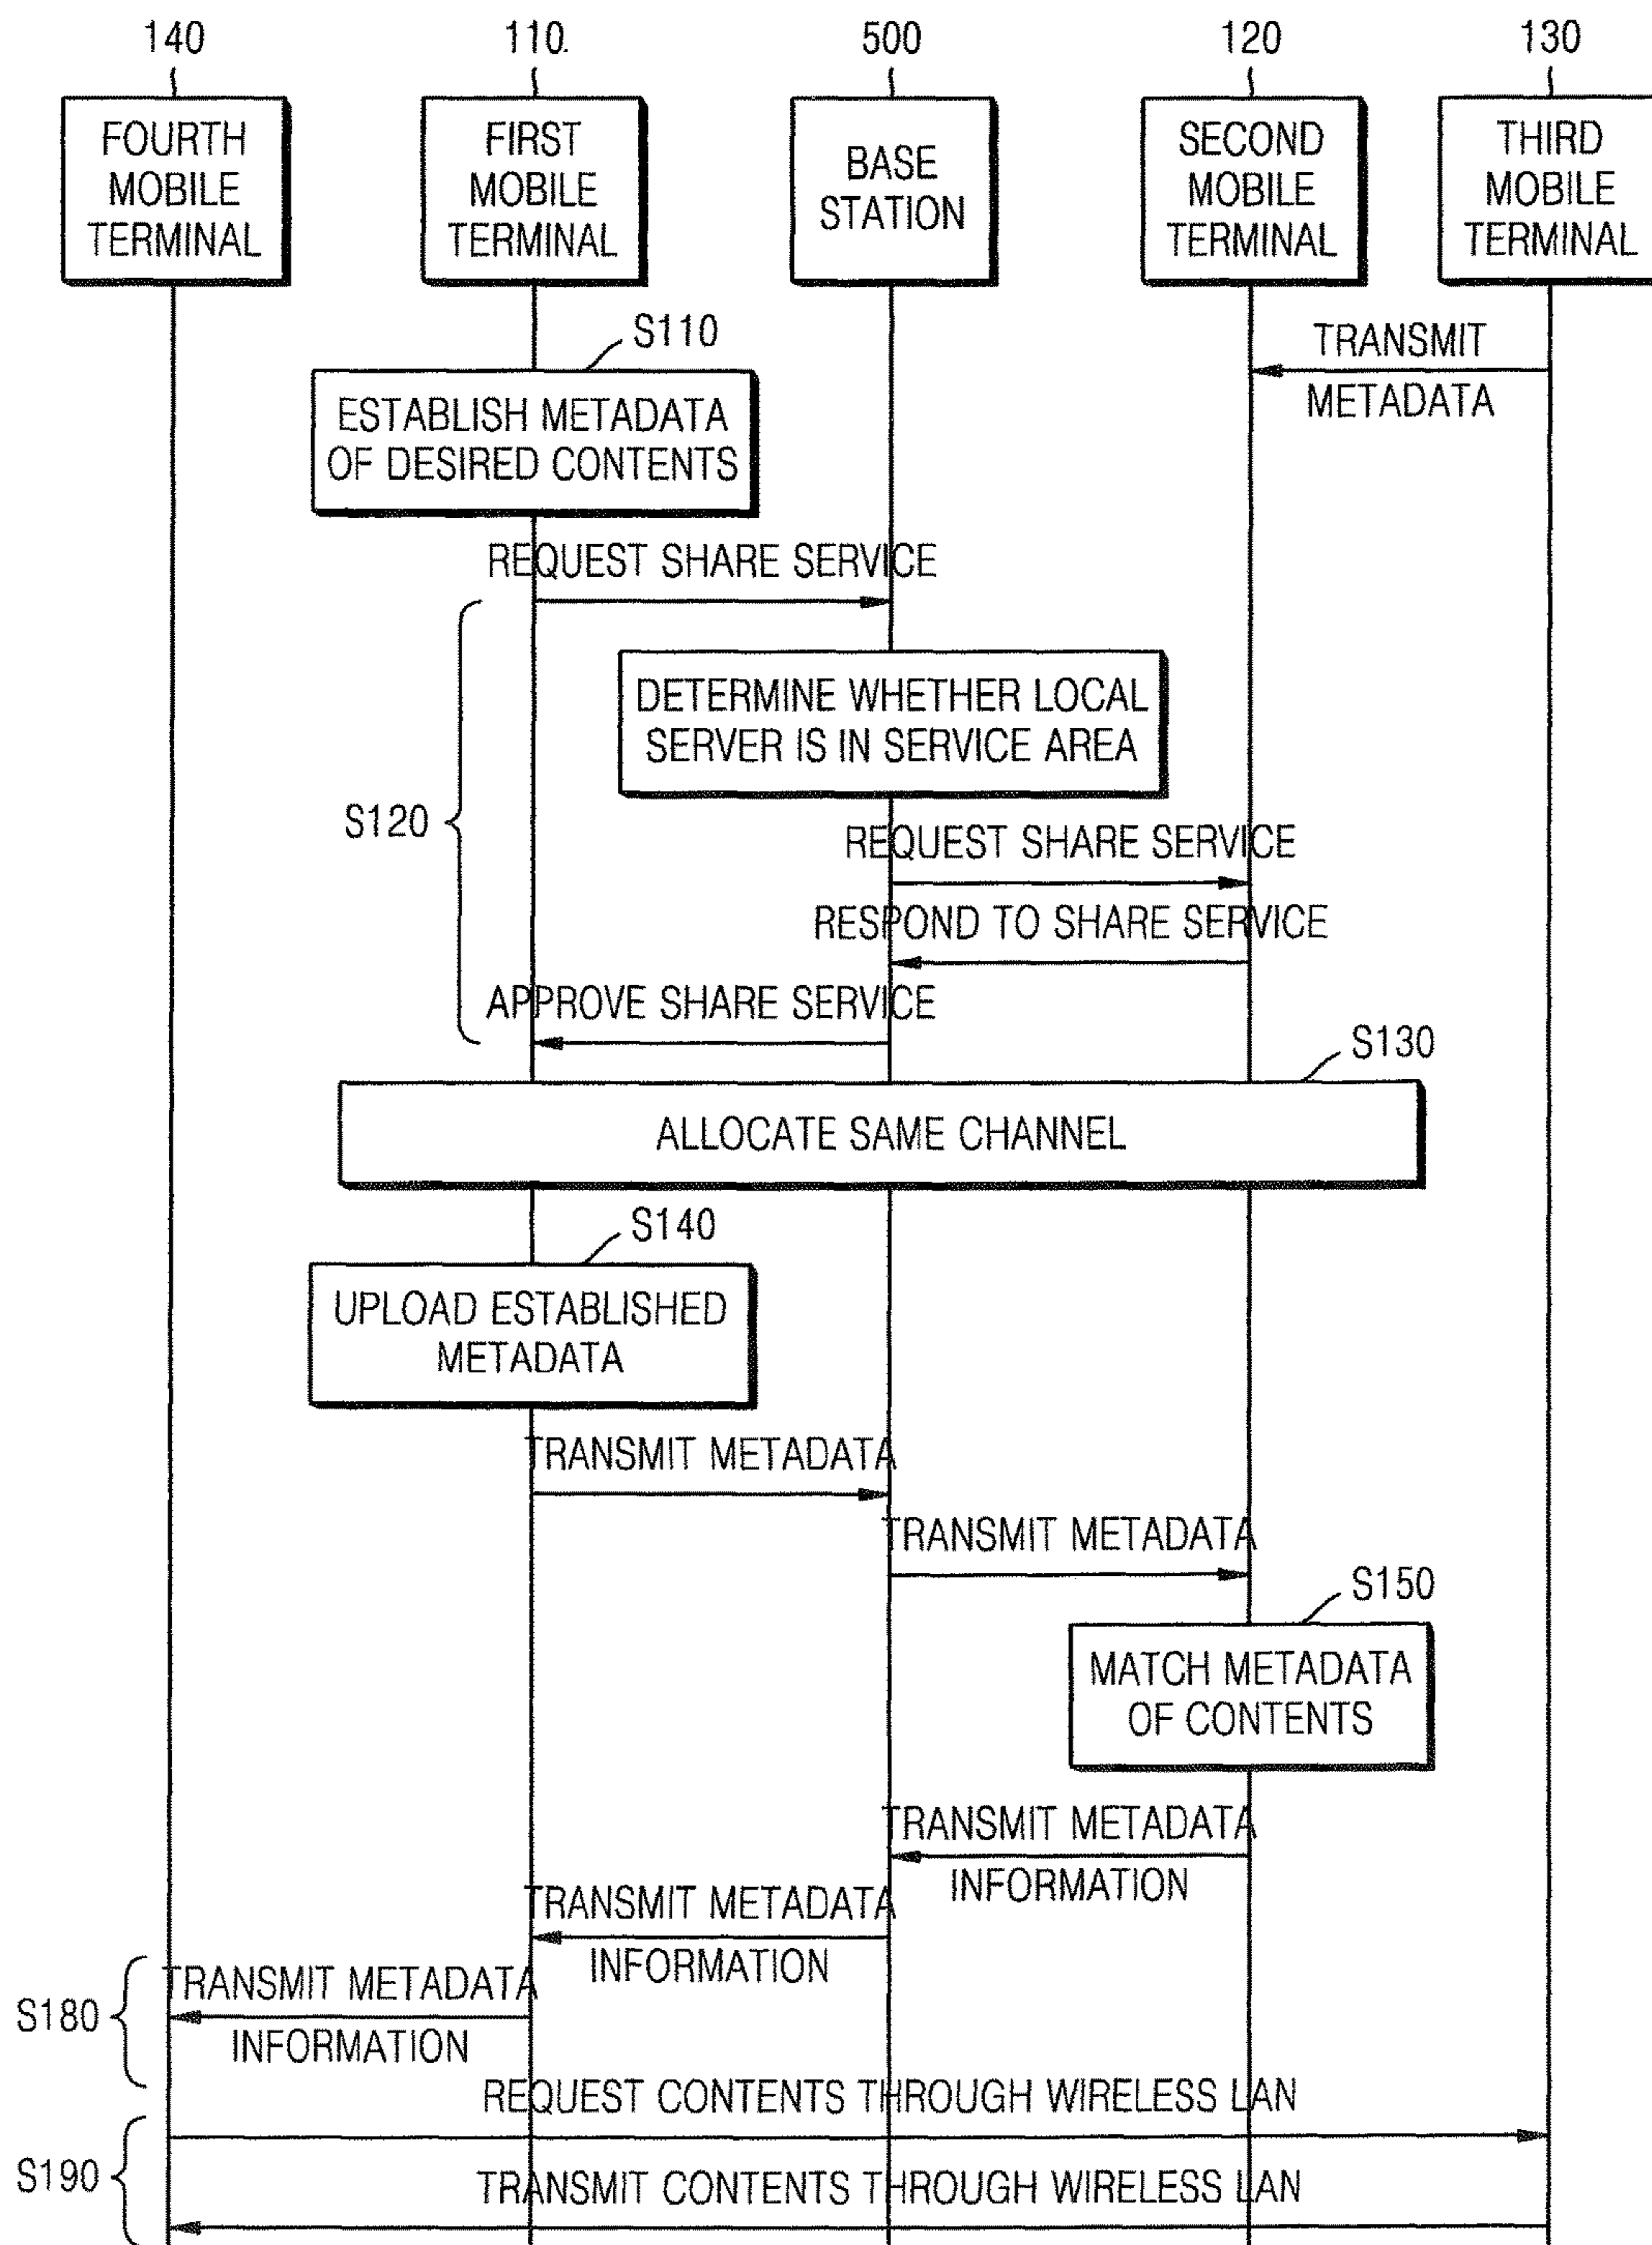 140
110.
500
120
130
FOURTH
MOBILE
TERMINAL
FIRST
MOBILE
TERMINAL
BASE
STATION
SECOND
MOBILE
TERMINAL
THIRD
MOBILE
TERMINAL
S110
TRANSMIT
METADATA
ESTABLISH METADATA
OF DESIRED CONTENTS
REQUEST SHARE SERVICE
DETERMINE WHETHER LOCAL
SERVER IS IN SERVICE AREA
S120
REQUEST SHARE SERVICE
RESPOND TO SHARE SERVICE
APPROVE SHARE SERVICE
S130
ALLOCATE SAME CHANNEL
S140
UPLOAD ESTABLISHED
METADATA
TRANSMIT METADATA
TRANSMIT METADATA
S150
MATCH METADATA
OF CONTENTS
TRANSMIT METADATA
INFORMATION
TRANSMIT METADATA
INFORMATION
S180
TRANSMIT METADATA
INFORMATION
REQUEST CONTENTS THROUGH WIRELESS LAN
S190
TRANSMIT CONTENTS THROUGH WIRELESS LAN